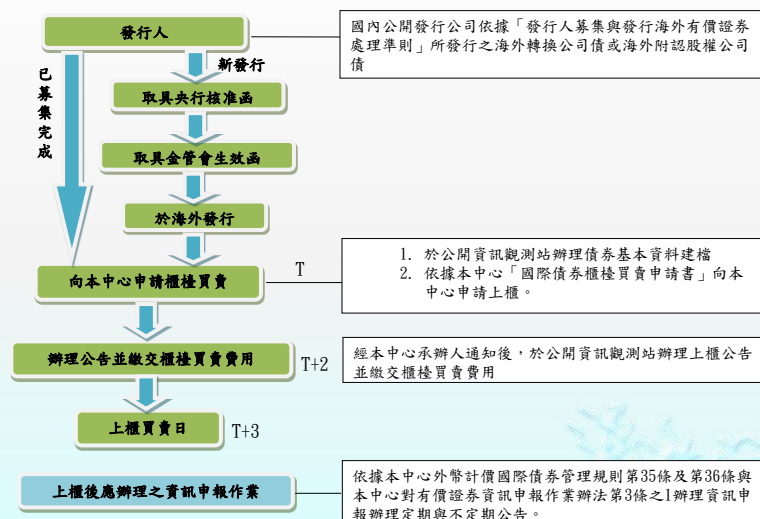 發行人
國內公開發行公司依據「發行人募集與發行海外有價證券
處理準則」所發行之海外轉換公司債或海外附認股權公司
債
已募集完成
新發行
取具央行核准函
取具金管會生效函
於海外發行
向本中心申請櫃檯買賣
T
1. 於公開資訊觀測站辦理債券基本資料建檔
2. 依據本中心「國際債券櫃檯買賣申請書」向本
中心申請上櫃。
辦理公告並繳交櫃檯買賣費用
T+2
經本中心承辦人通知後，於公開資訊觀測站辦理上櫃公告
並繳交櫃檯買賣費用
上櫃買賣日
T+3
上櫃後應辦理之資訊申報作業
依據本中心外幣計價國際債券管理規則第35條及第36條與
本中心對有價證券資訊申報作業辦法第3條之1辦理資訊申
報辦理定期與不定期公告。